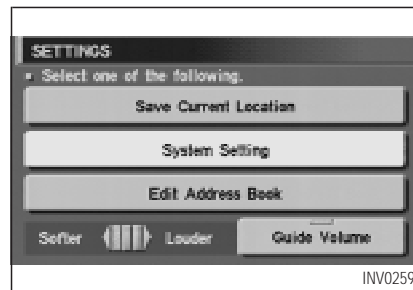 SETTINGS
Select one of the following.
Save Current Location
System Setting
Edit Address Book
Softer Louder Guide Volume
INV0259